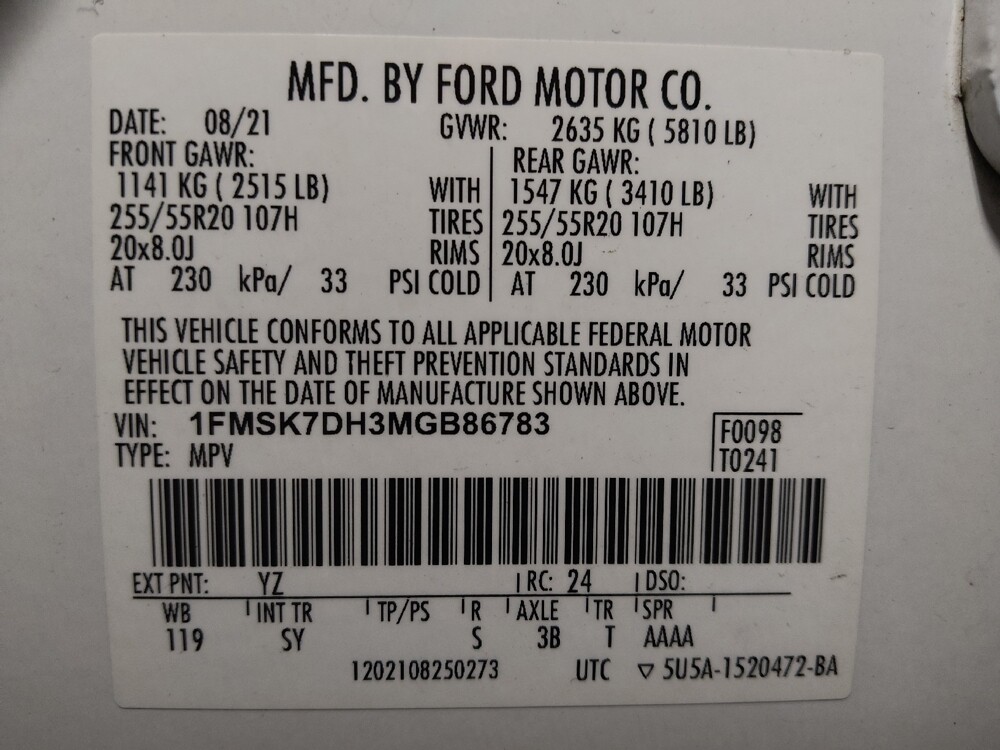 MFD. BY FORD MOTOR CO.
DATE: 08/21 GVWR: 2635 KG ( 5810 LB)
FRONT GAWR: REAR GAWR:
1141 KG ( 2515 LB) WITH 1547 KG ( 3410 LB) WITH
255/55R20 107H TIRES 255/55R20 107H TIRES
20x8.0J RIMS 20x8.0J RIMS
AT 230 kPa/ 33 PSI COLD AT 230 kPa/ 33 PSI COLD
THIS VEHICLE CONFORMS TO ALL APPLICABLE FEDERAL MOTOR
VEHICLE SAFETY AND THEFT PREVENTION STANDARDS IN
EFFECT ON THE DATE OF MANUFACTURE SHOWN ABOVE.
VIN: 1FMSK7DH3MGB86783 F0098
TYPE: MPV T0241
EXT PNT: YZ RC: 24 DSO:
WB INT TR TP/PS R AXLE TR SPR
119 SY S 3B T AAAA
1202108250273 UTC ▽ 5U5A-1520472-BA